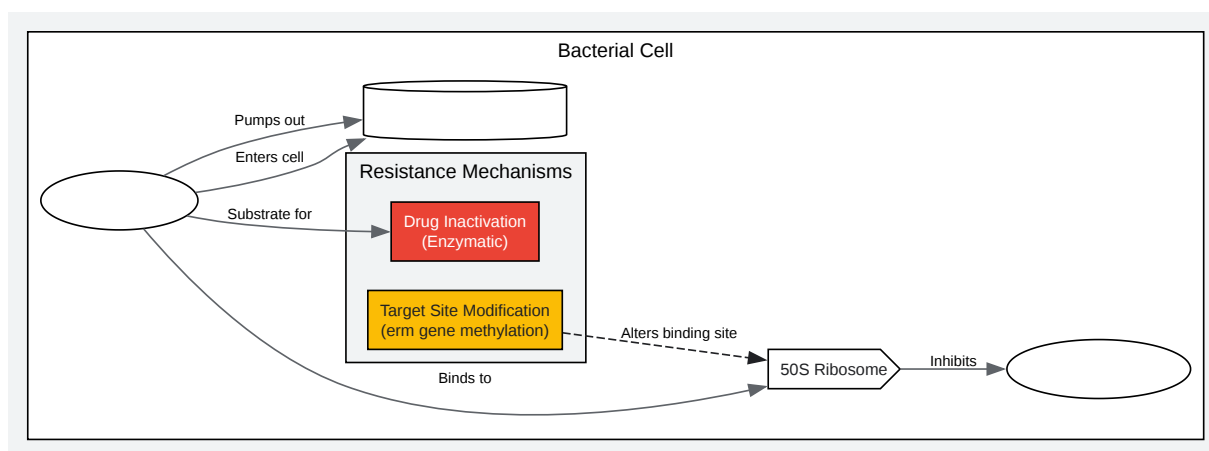 Bacterial Cell
Pumps out
Enters cell
Resistance Mechanisms
Substrate for
Drug Inactivation
(Enzymatic)
Target Site Modification
(erm gene methylation)
Alters binding site
50S Ribosome
Inhibits
Binds to